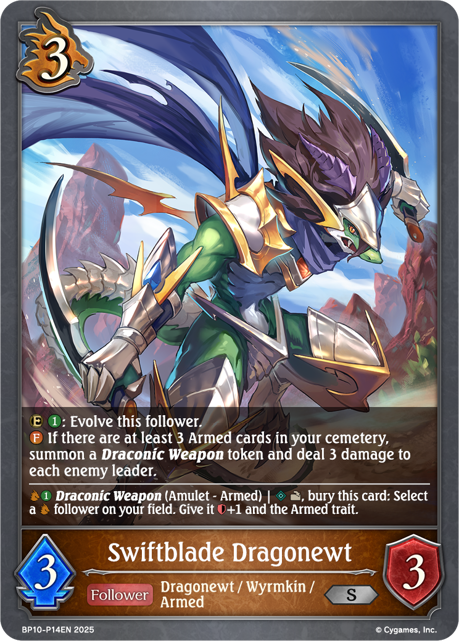 3
E 1: Evolve this follower.
F If there are at least 3 Armed cards in your cemetery,
summon a Draconic Weapon token and deal 3 damage to
each enemy leader.
1 Draconic Weapon (Amulet - Armed) | , bury this card: Select
a follower on your field. Give it +1 and the Armed trait.
Swiftblade Dragonewt
3
Follower
Dragonewt / Wyrmkin /
Armed
S
3
BP10-P14EN 2025
© Cygames, Inc.